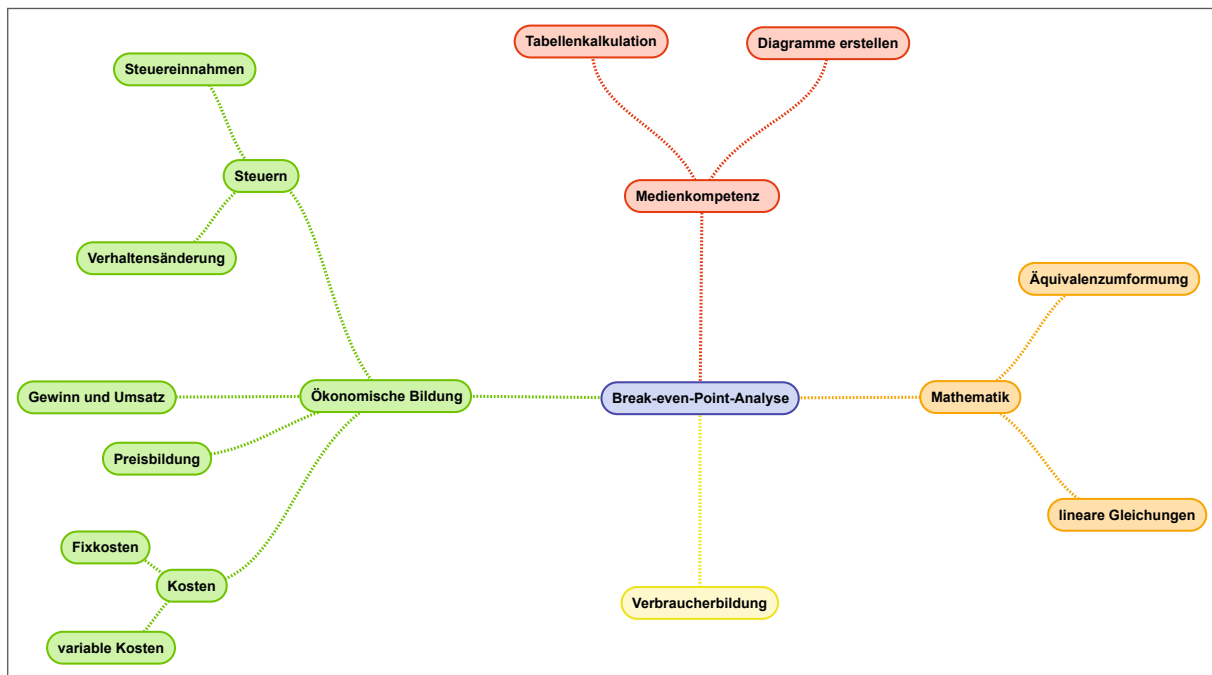 Tabellenkalkulation
Diagramme erstellen
Steuereinnahmen
Steuern
Medienkompetenz
Verhaltensänderung
Äquivalenzumformumg
Gewinn und Umsatz
Ökonomische Bildung
Break-even-Point-Analyse
Mathematik
Preisbildung
lineare Gleichungen
Fixkosten
Kosten
Verbraucherbildung
variable Kosten